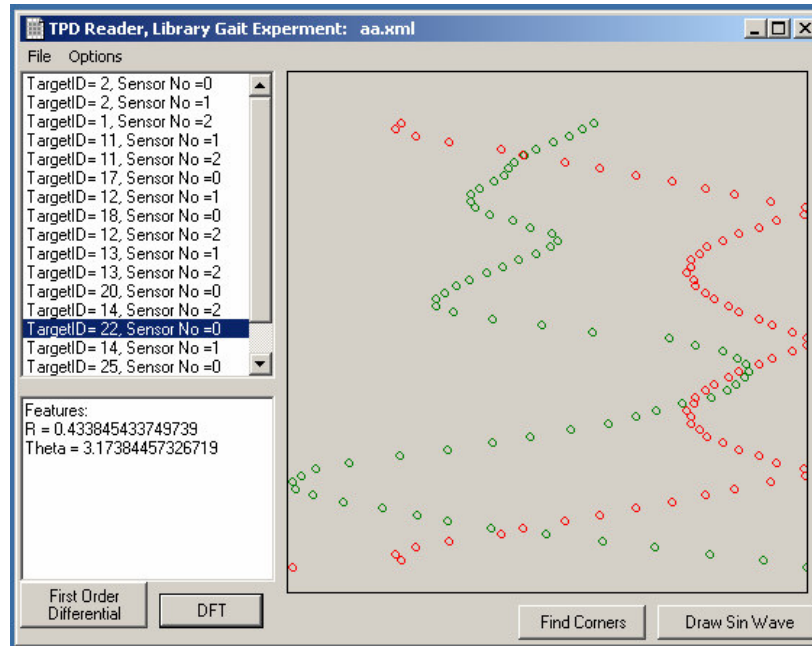 TPD Reader, Library Gait Experment: aa.xml
File Options
TargetID= 2, Sensor No =0
TargetID= 2, Sensor No =1
TargetID= 1, Sensor No =2
TargetID= 11, Sensor No =1
TargetID= 11, Sensor No =2
TargetID= 17, Sensor No =0
TargetID= 12, Sensor No =1
TargetID= 18, Sensor No =0
TargetID= 12, Sensor No =2
TargetID= 13, Sensor No =1
TargetID= 13, Sensor No =2
TargetID= 20, Sensor No =0
TargetID= 14, Sensor No =2
TargetID= 22, Sensor No =0
TargetID= 14, Sensor No =1
TargetID= 25, Sensor No =0
Features:
R = 0.433845433749739
Theta = 3.17384457326719
First Order
Differential
DFT
Find Corners
Draw Sin Wave